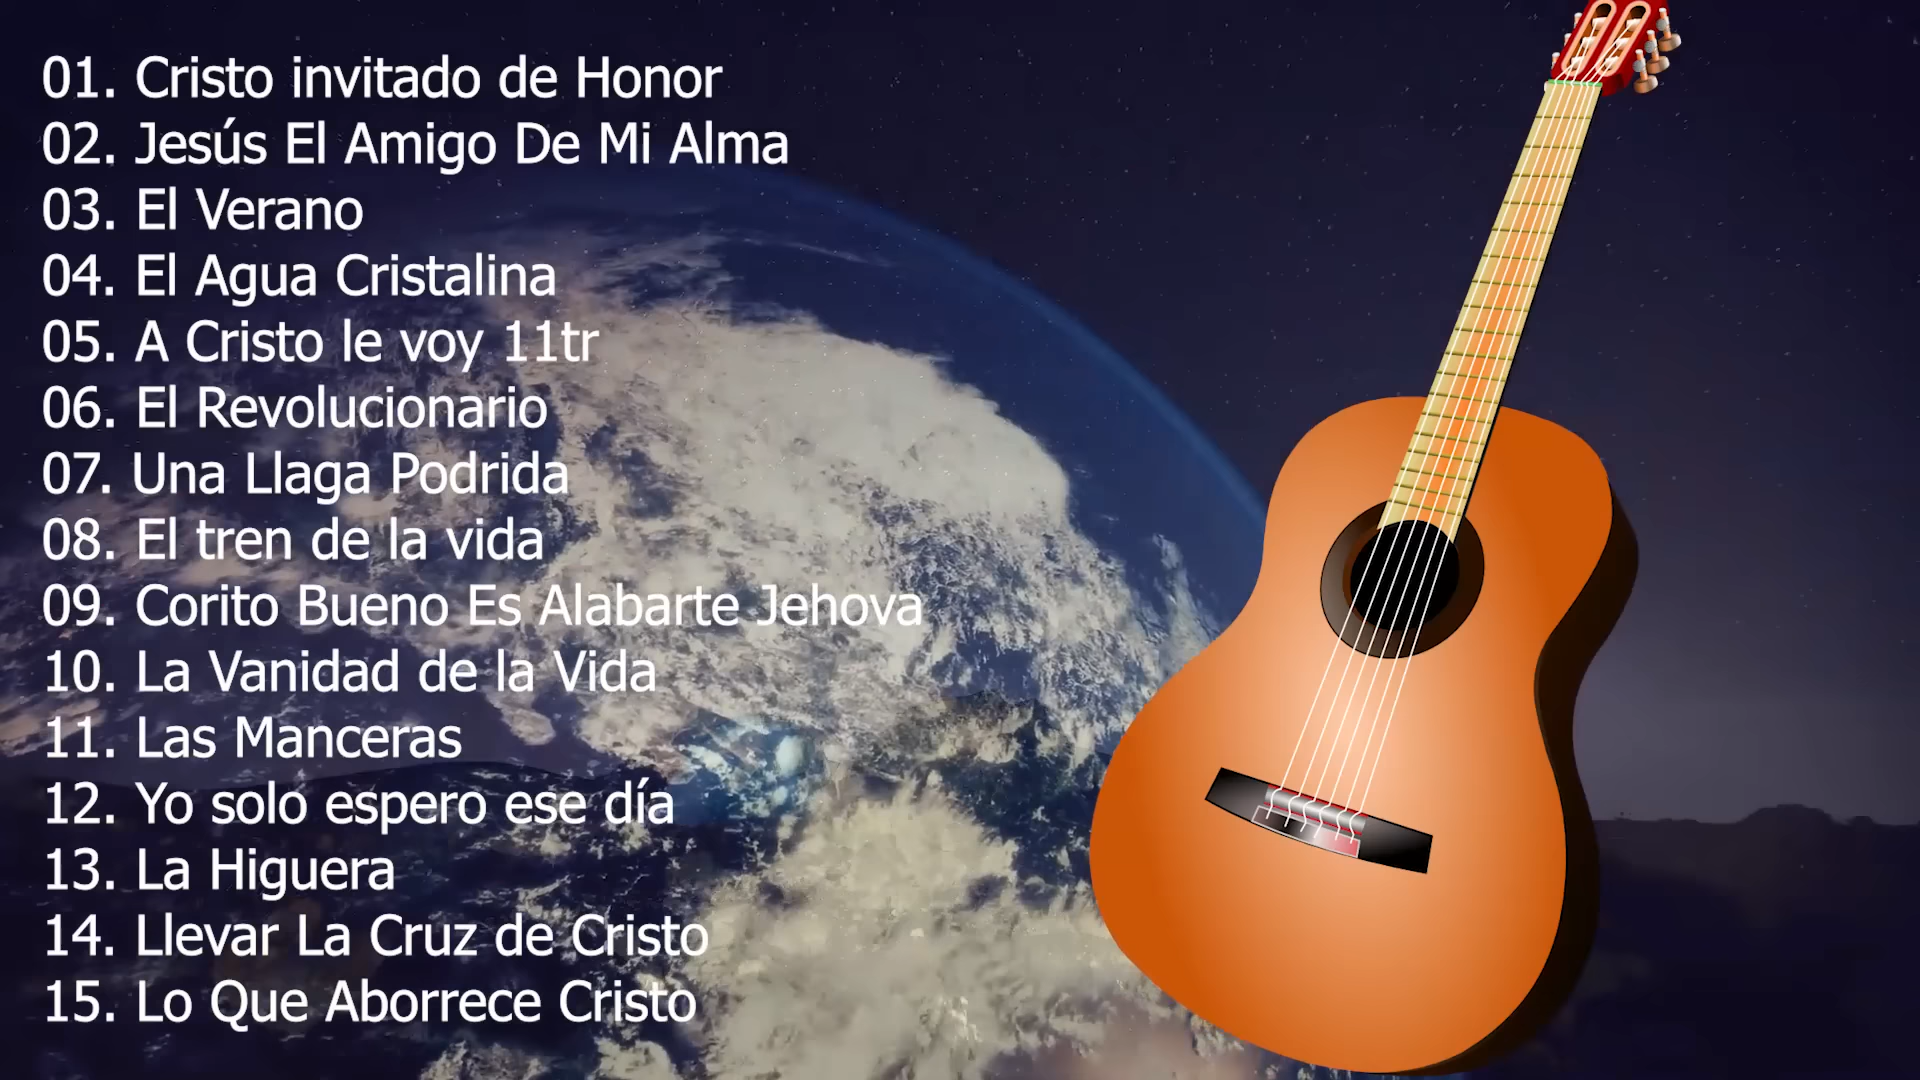 01. Cristo invitado de Honor
02. Jesús El Amigo De Mi Alma
03. El Verano
04. El Agua Cristalina
05. A Cristo le voy 11tr
06. El Revolucionario
07. Una Llaga Podrida
08. El tren de la vida
09. Corito Bueno Es Alabarte Jehova
10. La Vanidad de la Vida
11. Las Manceras
12. Yo solo espero ese día
13. La Higuera
14. Llevar La Cruz de Cristo
15. Lo Que Aborrece Cristo